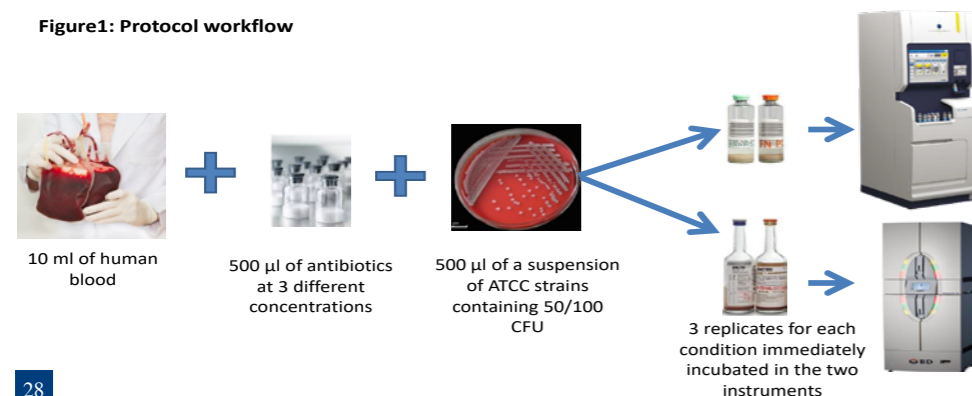 Figure1: Protocol workflow
10 ml of human
blood
500 µl of antibiotics
at 3 different
concentrations
500 µl of a suspension
of ATCC strains
containing 50/100
CFU
3 replicates for each
condition immediately
incubated in the two
instruments
BD
28